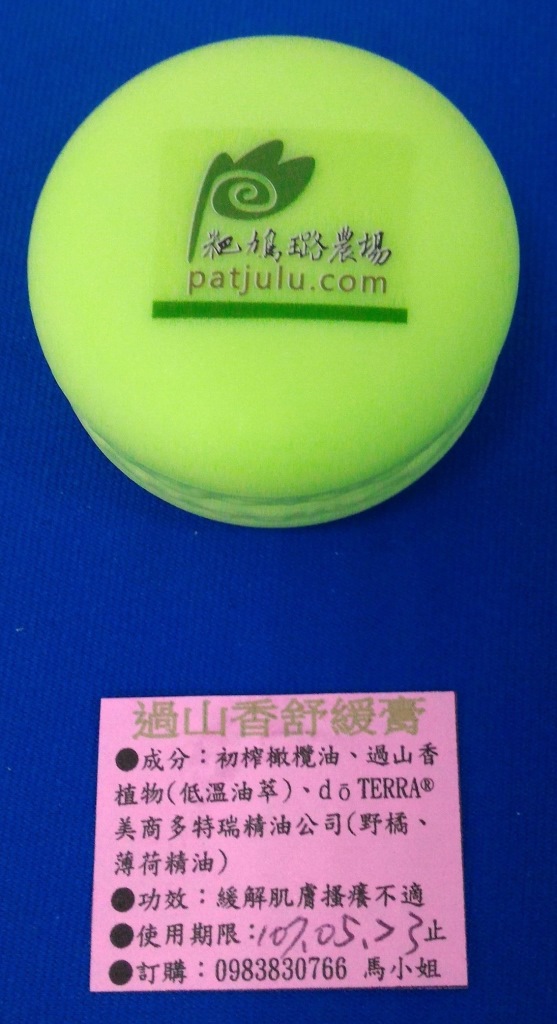 粑鳩璐農場
patjulu.com
過山香舒緩膏
●成分：初榨橄欖油、過山香
植物(低溫油萃)、dōTERRA®
美商多特瑞精油公司(野橘、
薄荷精油)
●功效：緩解肌膚搔癢不適
●使用期限：107.05.23止
●訂購：0983830766 馬小姐